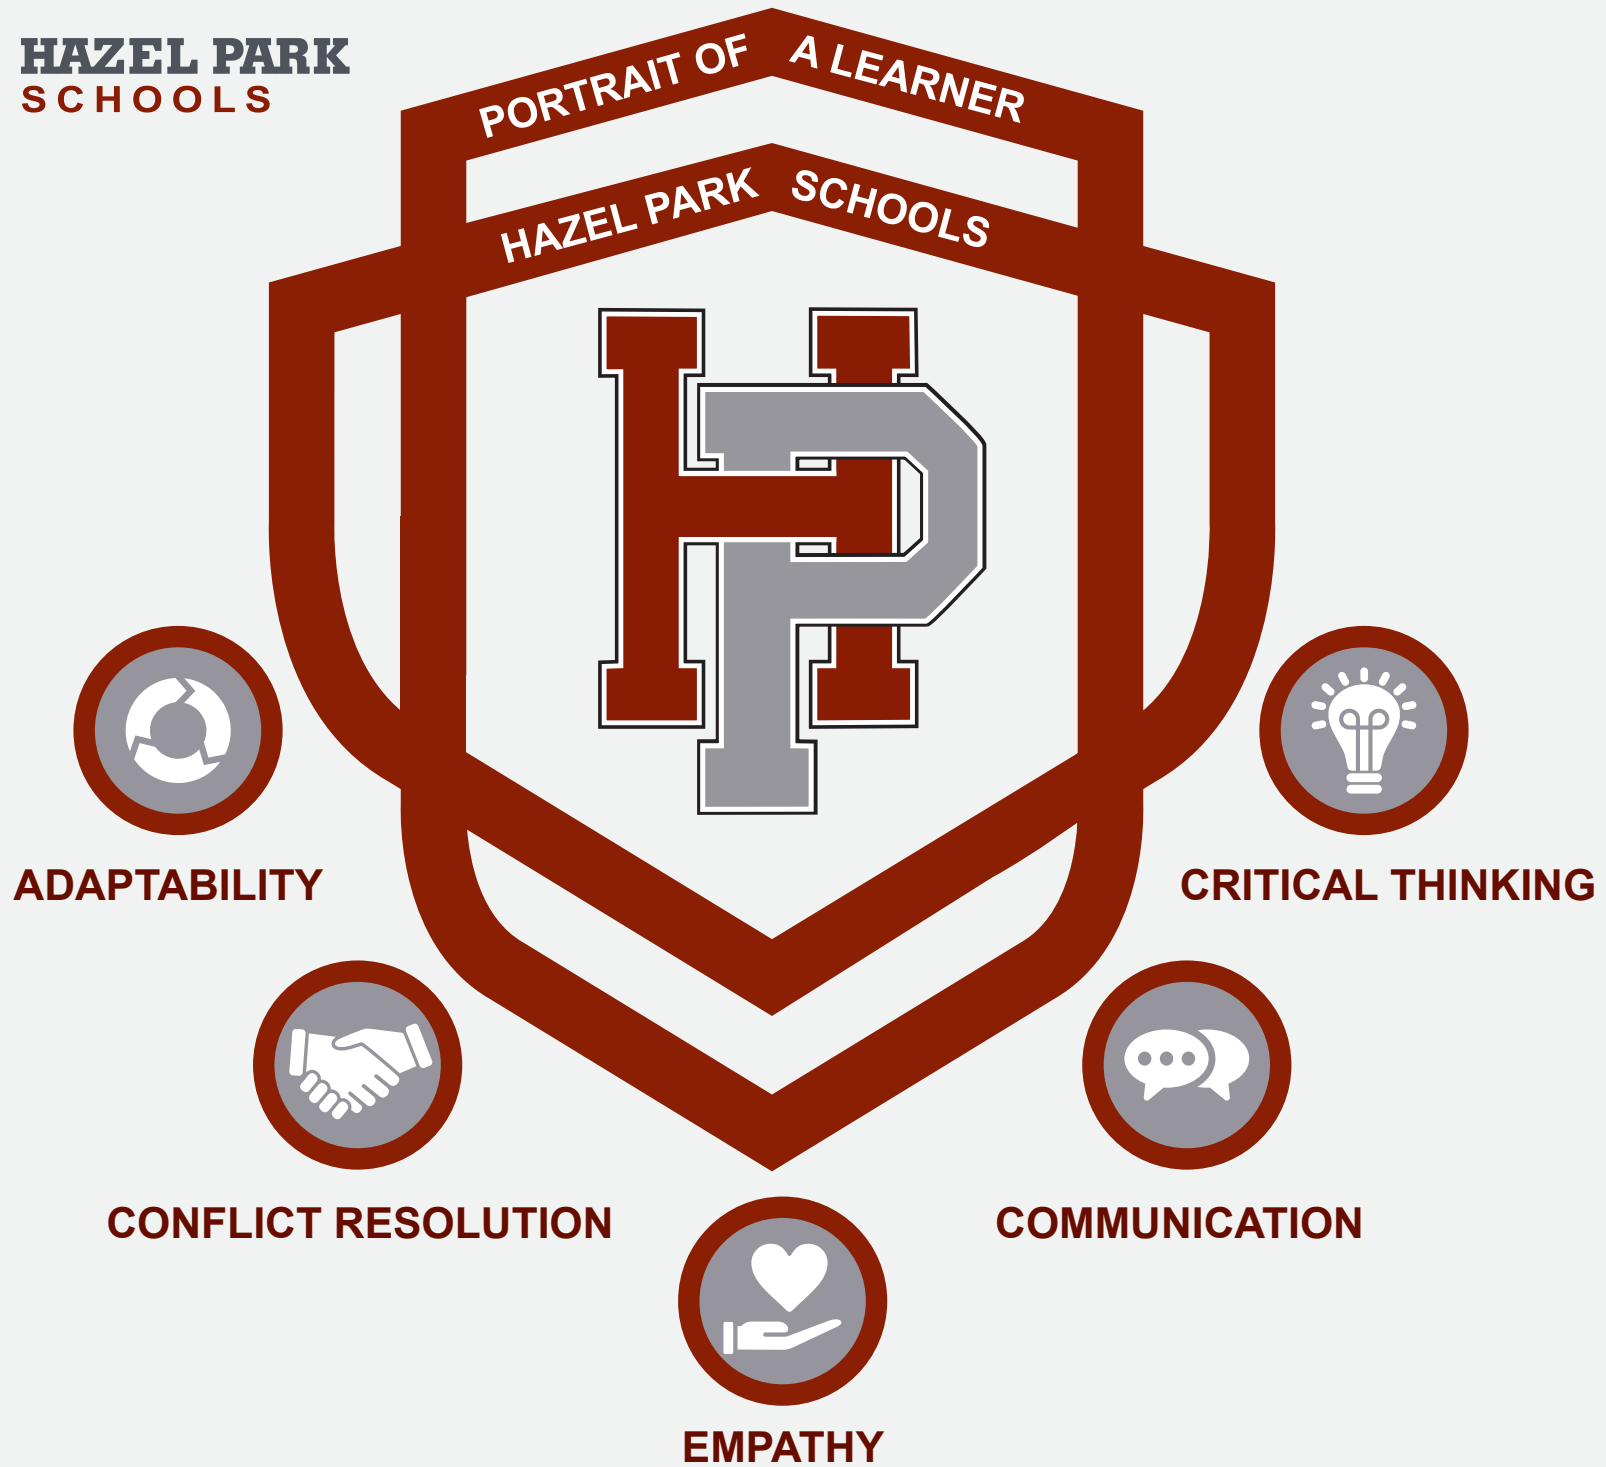 HAZEL PARK
SCHOOLS
PORTRAIT OF A LEARNER
HAZEL PARK SCHOOLS
HP
ADAPTABILITY
CRITICAL THINKING
CONFLICT RESOLUTION
COMMUNICATION
EMPATHY